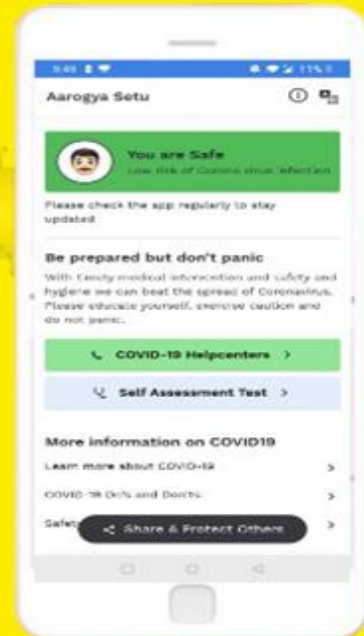 Aarogya Setu
You are Safe
Low risk of Corona virus infection
Please check the app regularly to stay
updated
Be prepared but don't panic
With timely medical intervention and safety and
hygiene we can beat the spread of Coronavirus.
Please educate yourself, exercise caution and
do not panic.
COVID-19 Helpcenters >
Self Assessment Test >
More information on COVID19
Learn more about COVID-19 >
COVID-19 Do's and Don'ts >
Share & Protect Others